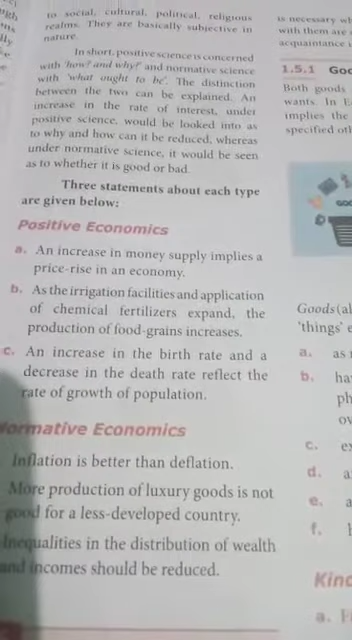 to social, cultural, political, religious
realms. They are basically subjective in
nature.
In short, positive science is concerned
with 'how? and why?' and normative science
with 'what ought to be'. The distinction
between the two can be explained. An
increase in the rate of interest, under
positive science, would be looked into as
to why and how can it be reduced, whereas
under normative science, it would be seen
as to whether it is good or bad.
Three statements about each type
are given below:
Positive Economics
a. An increase in money supply implies a
price-rise in an economy.
b. As the irrigation facilities and application
of chemical fertilizers expand, the
production of food-grains increases.
c. An increase in the birth rate and a
decrease in the death rate reflect the
rate of growth of population.
Normative Economics
Inflation is better than deflation.
More production of luxury goods is not
good for a less-developed country.
Inequalities in the distribution of wealth
and incomes should be reduced.
is necessary
with them are
acquaintance
1.5.1
Both goods
wants. In
implies the
specified
Goods
'things'
a. as
b.
c.
d. a
e.
f.
a.